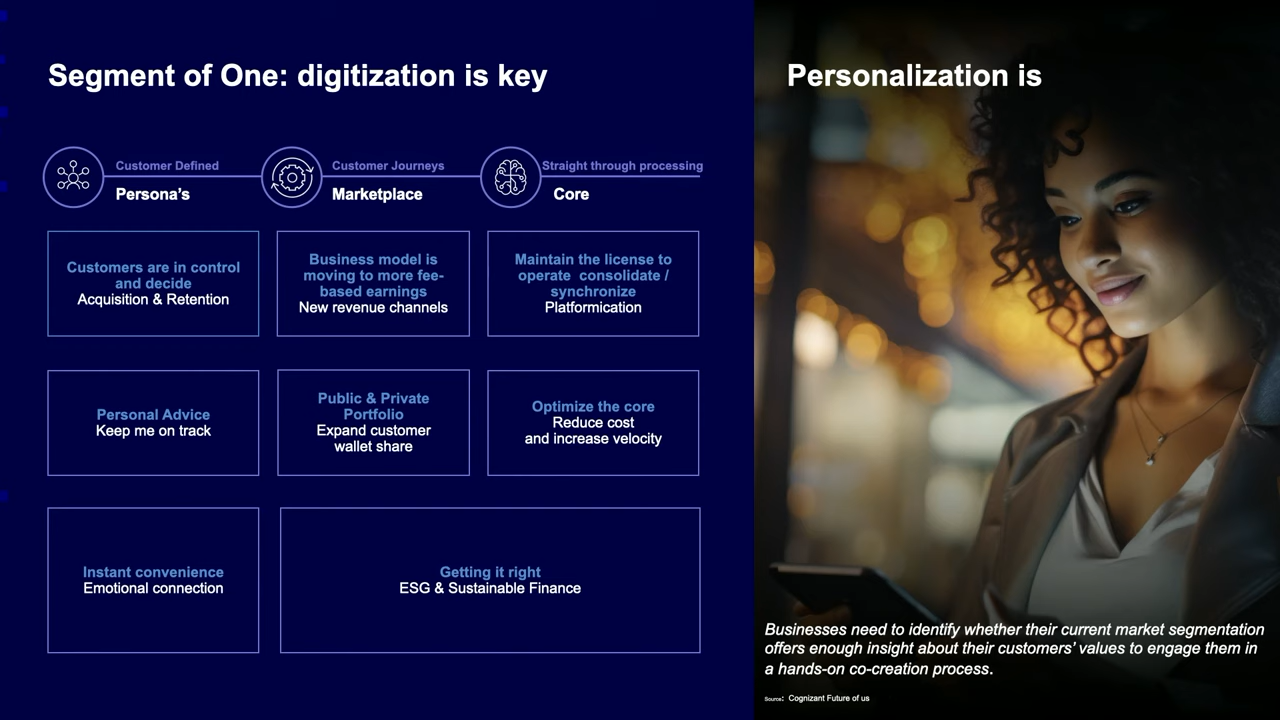 Segment of One: digitization is key
Personalization is
Customer Defined
Persona’s
Customer Journeys
Marketplace
Straight through processing
Core
Customers are in control
and decide
Acquisition & Retention
Business model is
moving to more fee-
based earnings
New revenue channels
Maintain the license to
operate consolidate /
synchronize
Platformication
Personal Advice
Keep me on track
Public & Private
Portfolio
Expand customer
wallet share
Optimize the core
Reduce cost
and increase velocity
Instant convenience
Emotional connection
Getting it right
ESG & Sustainable Finance
Businesses need to identify whether their current market segmentation
offers enough insight about their customers’ values to engage them in
a hands-on co-creation process.
Source: Cognizant Future of us